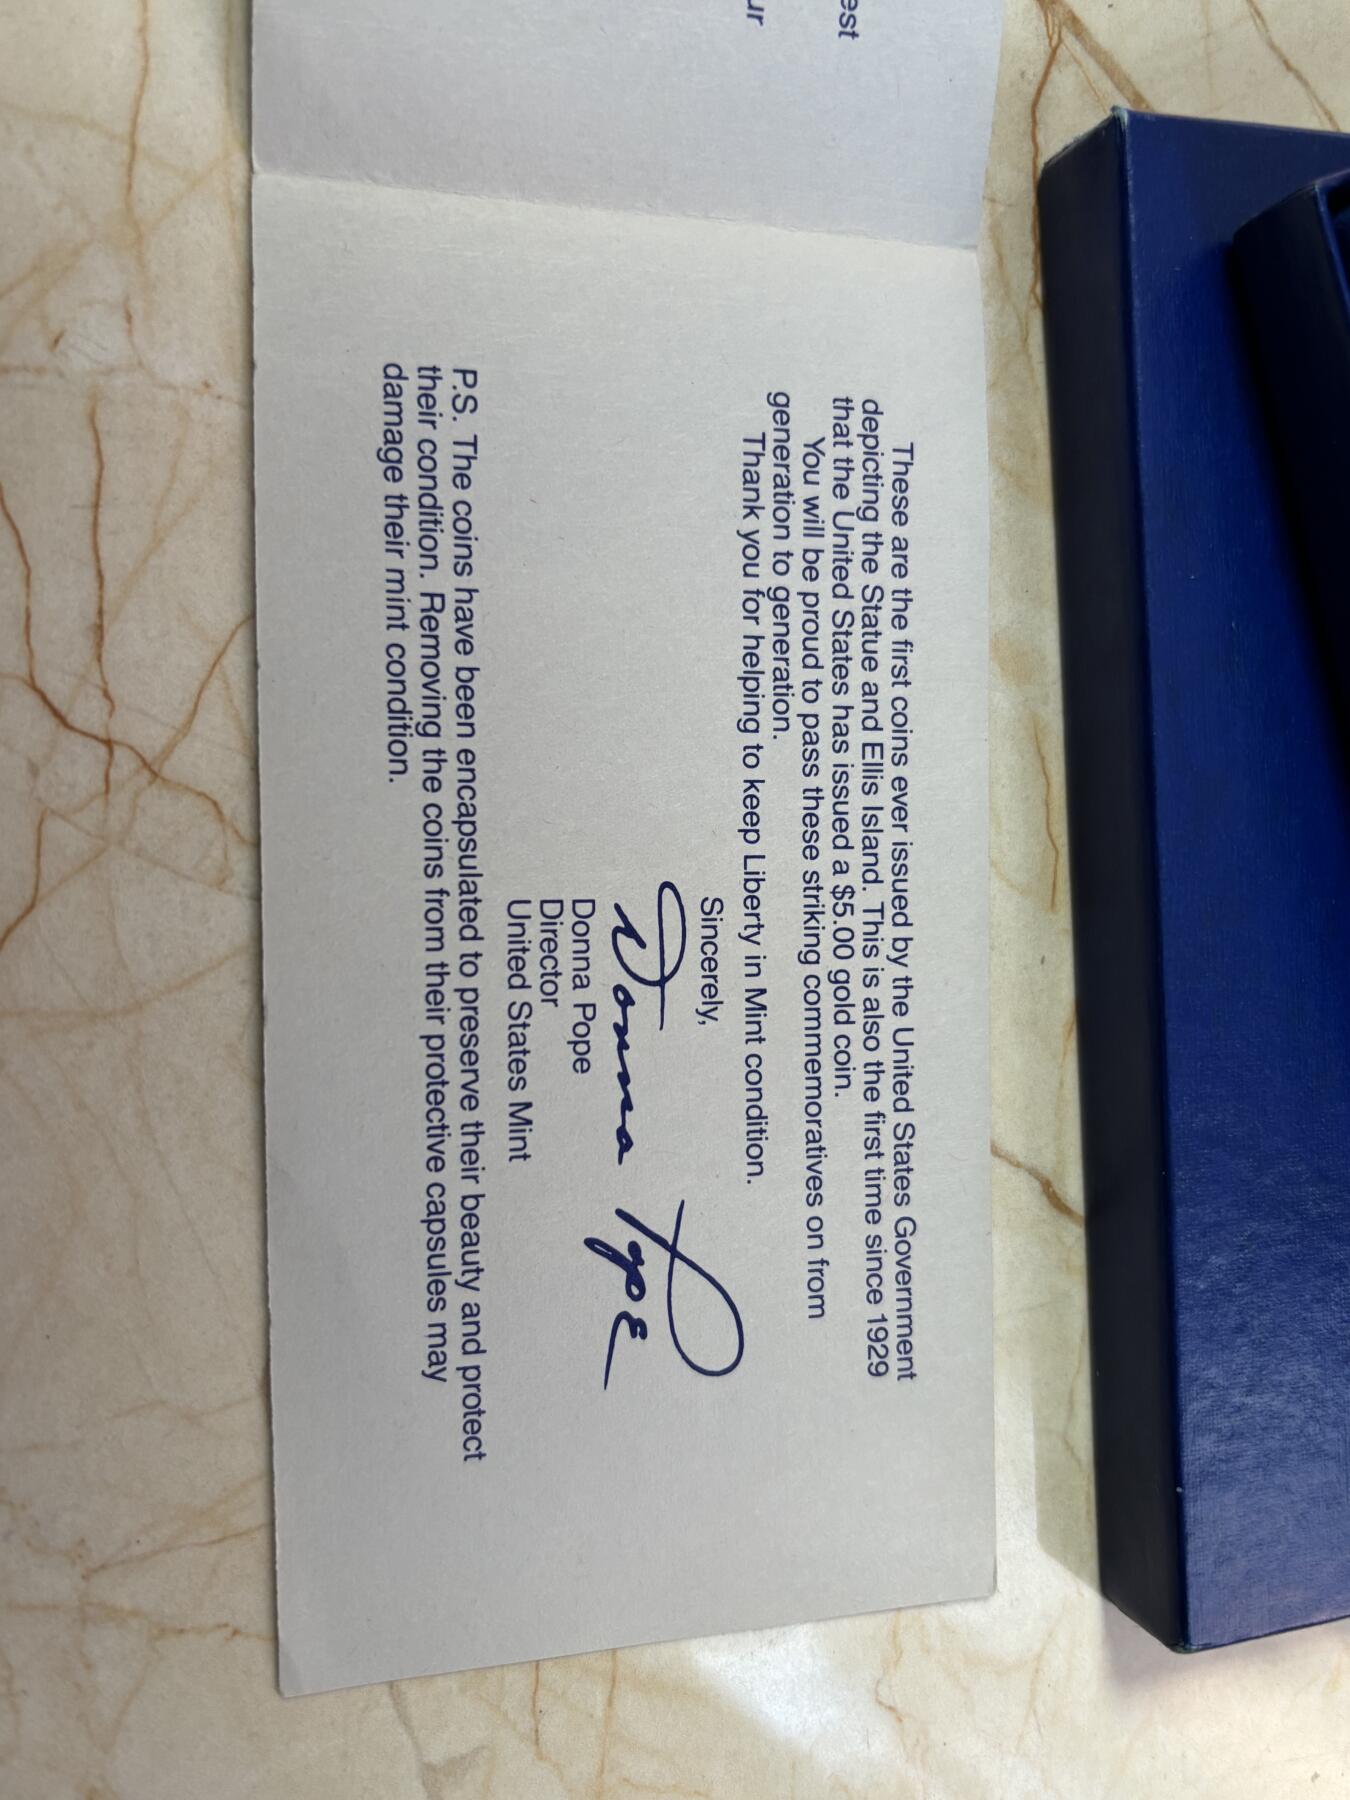 est
ur
These are the first coins ever issued by the United States Government
depicting the Statue and Ellis Island. This is also the first time since 1929
that the United States has issued a $5.00 gold coin.
You will be proud to pass these striking commemoratives on from
generation to generation.
Thank you for helping to keep Liberty in Mint condition.
Sincerely,
Donna Pope
Donna Pope
Director
United States Mint
P.S. The coins have been encapsulated to preserve their beauty and protect
their condition. Removing the coins from their protective capsules may
damage their mint condition.